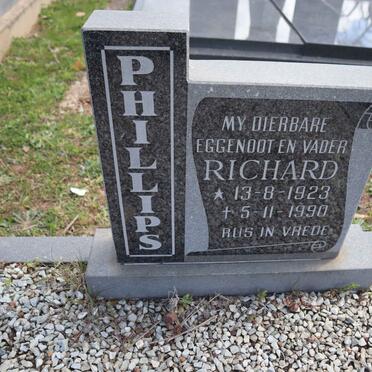 PHILLIPS
MY DIERBARE
EGGENOOT EN VADER
RICHARD
* 13-8-1923
+ 5-11-1990
RUS IN VREDE